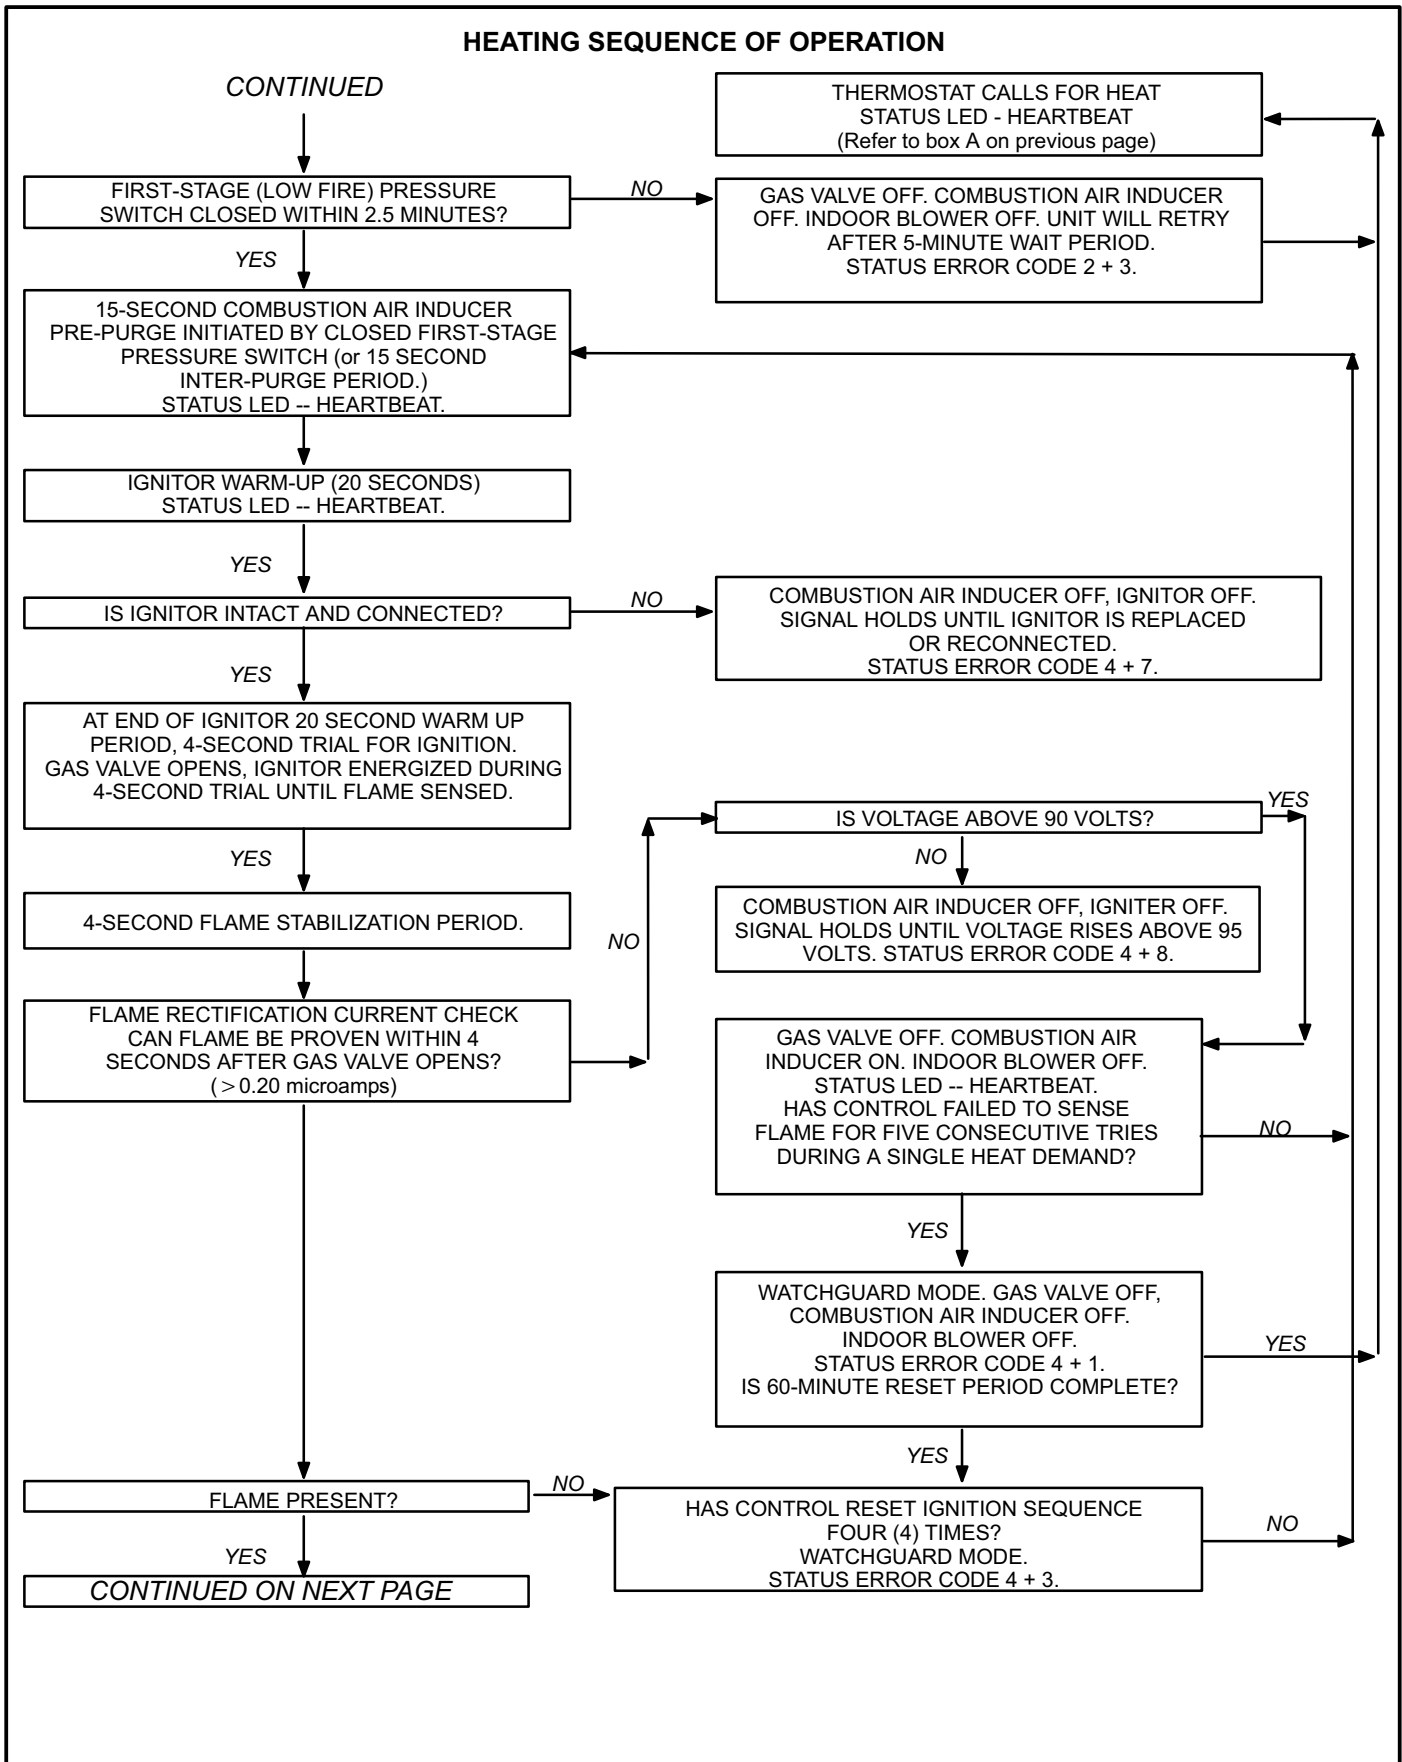 HEATING SEQUENCE OF OPERATION
CONTINUED
THERMOSTAT CALLS FOR HEAT
STATUS LED - HEARTBEAT
(Refer to box A on previous page)
FIRST-STAGE (LOW FIRE) PRESSURE
SWITCH CLOSED WITHIN 2.5 MINUTES?
NO
GAS VALVE OFF. COMBUSTION AIR INDUCER
OFF. INDOOR BLOWER OFF. UNIT WILL RETRY
AFTER 5-MINUTE WAIT PERIOD.
STATUS ERROR CODE 2 + 3.
YES
15-SECOND COMBUSTION AIR INDUCER
PRE-PURGE INITIATED BY CLOSED FIRST-STAGE
PRESSURE SWITCH (or 15 SECOND
INTER-PURGE PERIOD.)
STATUS LED -- HEARTBEAT.
IGNITOR WARM-UP (20 SECONDS)
STATUS LED -- HEARTBEAT.
YES
IS IGNITOR INTACT AND CONNECTED?
NO
COMBUSTION AIR INDUCER OFF, IGNITOR OFF.
SIGNAL HOLDS UNTIL IGNITOR IS REPLACED
OR RECONNECTED.
STATUS ERROR CODE 4 + 7.
YES
AT END OF IGNITOR 20 SECOND WARM UP
PERIOD, 4-SECOND TRIAL FOR IGNITION.
GAS VALVE OPENS, IGNITOR ENERGIZED DURING
4-SECOND TRIAL UNTIL FLAME SENSED.
YES
4-SECOND FLAME STABILIZATION PERIOD.
FLAME RECTIFICATION CURRENT CHECK
CAN FLAME BE PROVEN WITHIN 4
SECONDS AFTER GAS VALVE OPENS?
(>0.20 microamps)
NO
IS VOLTAGE ABOVE 90 VOLTS?
YES
NO
COMBUSTION AIR INDUCER OFF, IGNITER OFF.
SIGNAL HOLDS UNTIL VOLTAGE RISES ABOVE 95
VOLTS. STATUS ERROR CODE 4 + 8.
GAS VALVE OFF. COMBUSTION AIR
INDUCER ON. INDOOR BLOWER OFF.
STATUS LED -- HEARTBEAT.
HAS CONTROL FAILED TO SENSE
FLAME FOR FIVE CONSECUTIVE TRIES
DURING A SINGLE HEAT DEMAND?
NO
YES
WATCHGUARD MODE. GAS VALVE OFF,
COMBUSTION AIR INDUCER OFF.
INDOOR BLOWER OFF.
STATUS ERROR CODE 4 + 1.
IS 60-MINUTE RESET PERIOD COMPLETE?
YES
YES
FLAME PRESENT?
NO
HAS CONTROL RESET IGNITION SEQUENCE
FOUR (4) TIMES?
WATCHGUARD MODE.
STATUS ERROR CODE 4 + 3.
NO
YES
CONTINUED ON NEXT PAGE